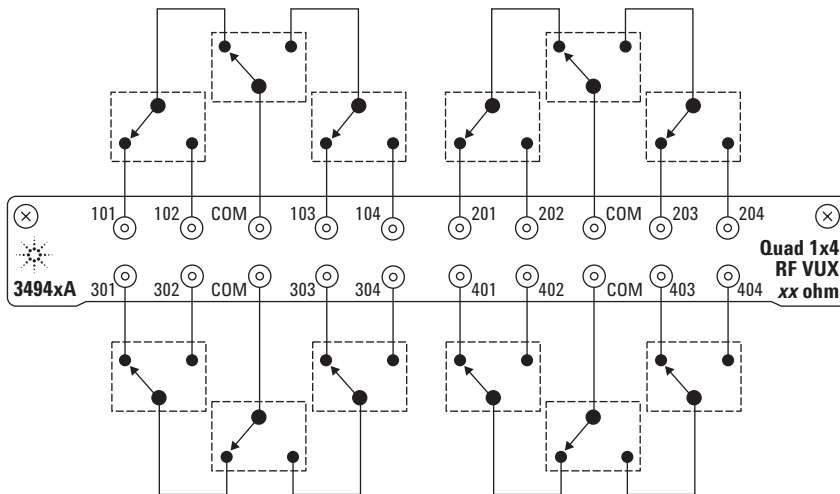 101 102 COM 103 104 201 202 COM 203 204
Quad 1x4
RF VUX
3494xA 301 302 COM 303 304 401 402 COM 403 404 xx ohm